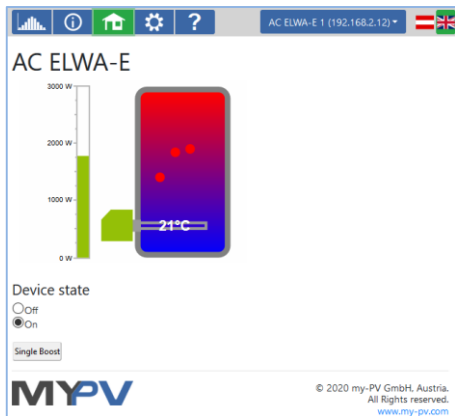 ?
AC ELWA-E 1 (192.168.2.12)
AC ELWA-E
3000 W
2000 W
1000 W
21°C
0 W
Device state
Off
On
Single Boost
MYPV
© 2020 my-PV GmbH, Austria.
All Rights reserved.
www.my-pv.com